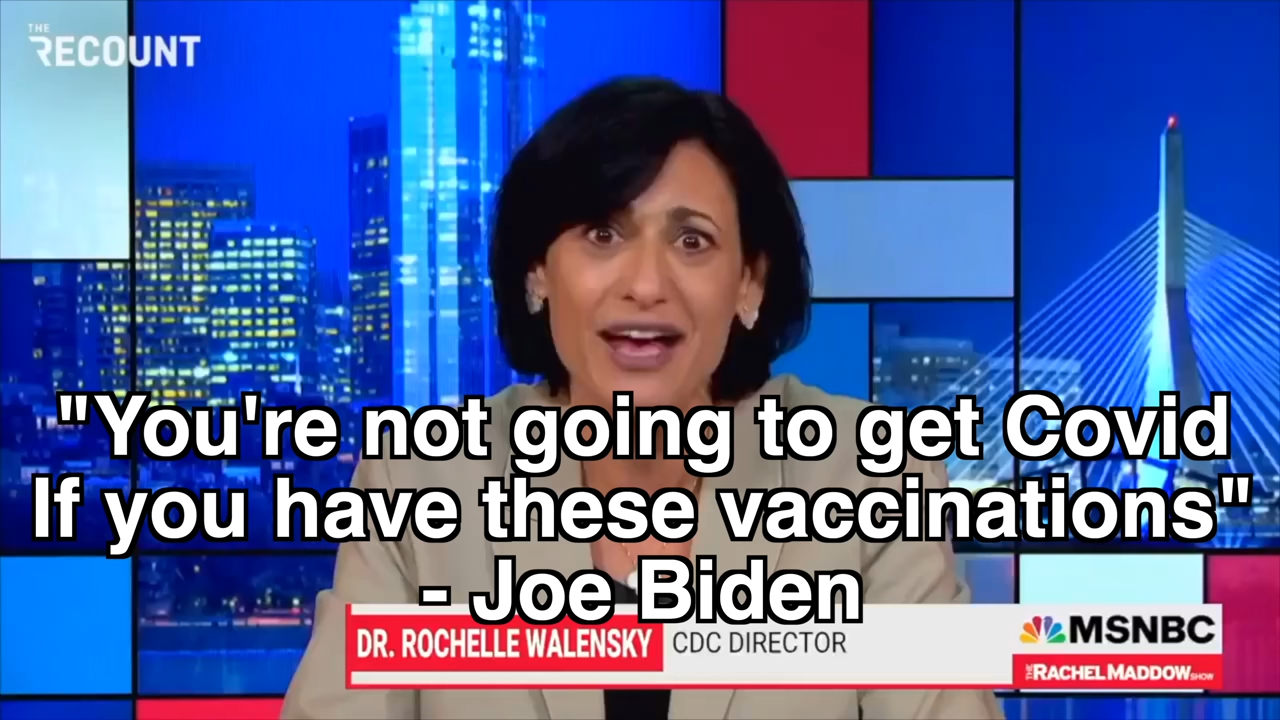 THE
RECOUNT
"You're not going to get Covid
If you have these vaccinations"
- Joe Biden
DR. ROCHELLE WALENSKY CDC DIRECTOR
MSNBC
THE RACHEL MADDOW SHOW